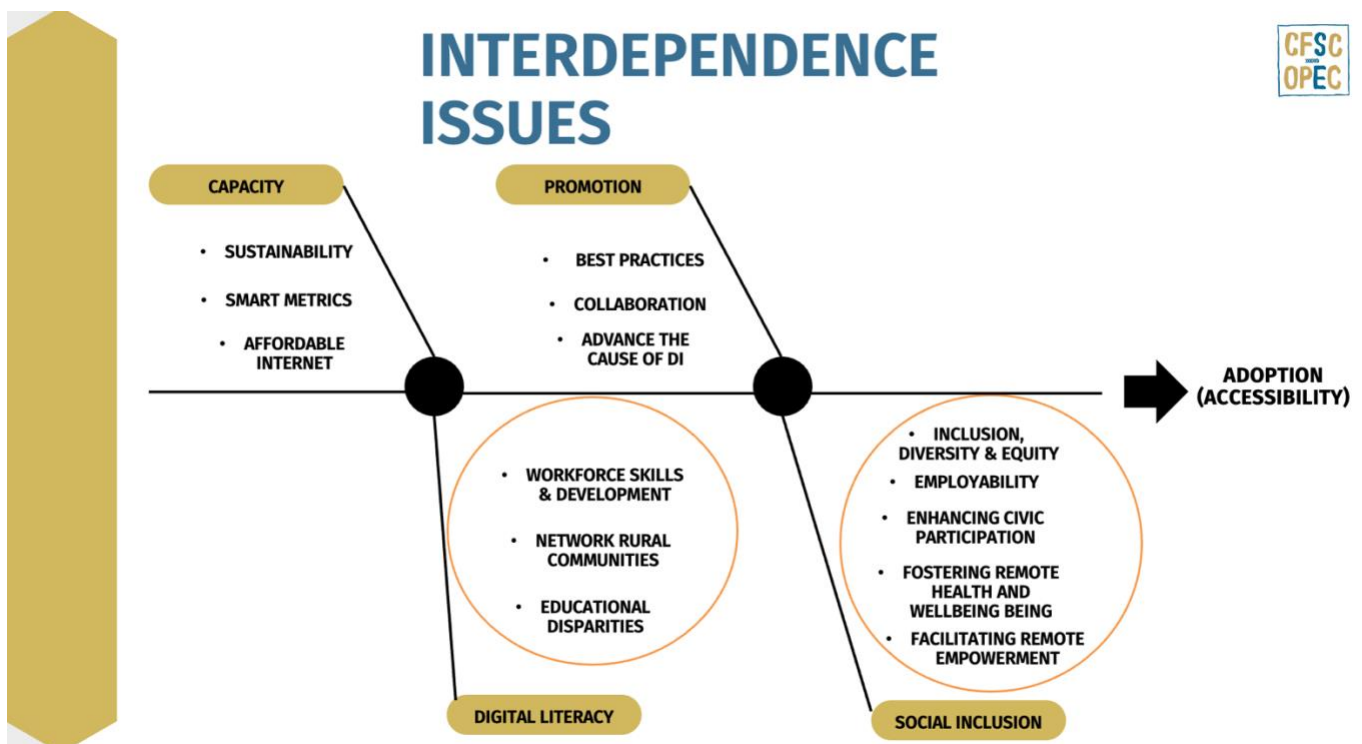 INTERDEPENDENCE
ISSUES
CFSC
OPEC
CAPACITY
• SUSTAINABILITY
• SMART METRICS
• AFFORDABLE
INTERNET
PROMOTION
• BEST PRACTICES
• COLLABORATION
• ADVANCE THE
CAUSE OF DI
ADOPTION
(ACCESSIBILITY)
• WORKFORCE SKILLS
& DEVELOPMENT
• NETWORK RURAL
COMMUNITIES
• EDUCATIONAL
DISPARITIES
DIGITAL LITERACY
• INCLUSION,
DIVERSITY & EQUITY
• EMPLOYABILITY
• ENHANCING CIVIC
PARTICIPATION
• FOSTERING REMOTE
HEALTH AND
WELLBEING BEING
• FACILITATING REMOTE
EMPOWERMENT
SOCIAL INCLUSION